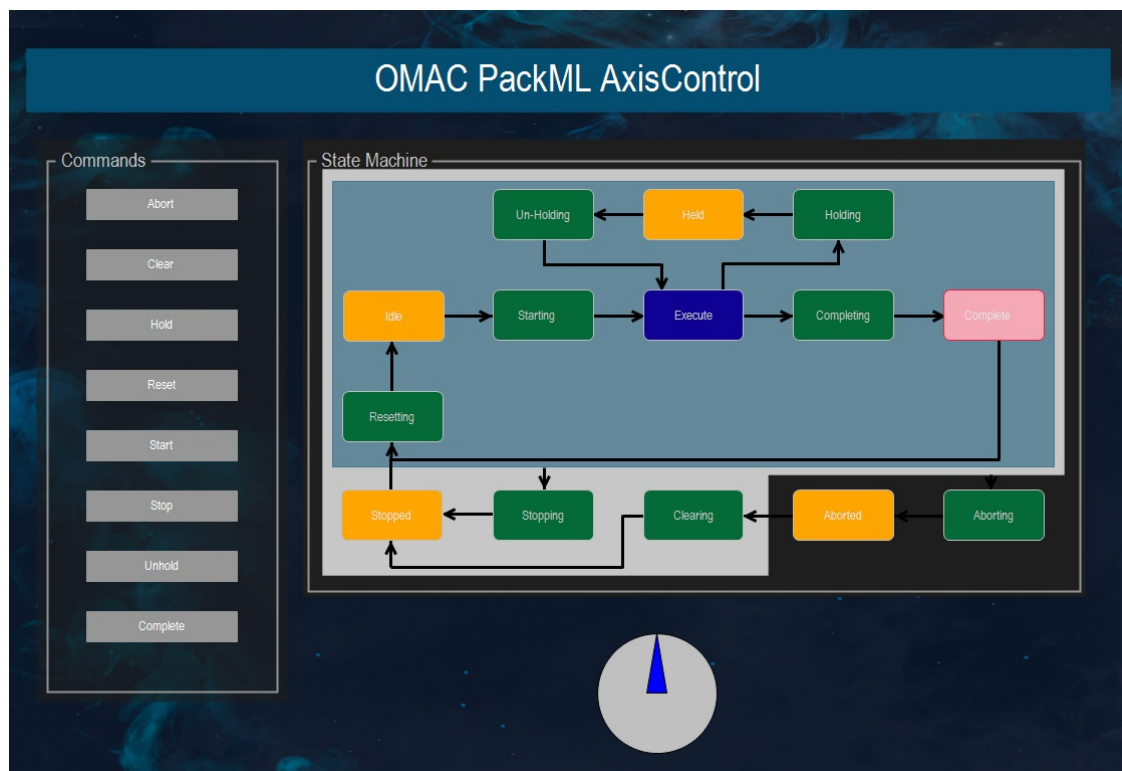 OMAC PackML AxisControl
Commands
Abort
Clear
Hold
Reset
Start
Stop
Unhold
Complete
State Machine
Un-Holding
Held
Holding
Idle
Starting
Execute
Completing
Complete
Resetting
Stopped
Stopping
Clearing
Aborted
Aborting